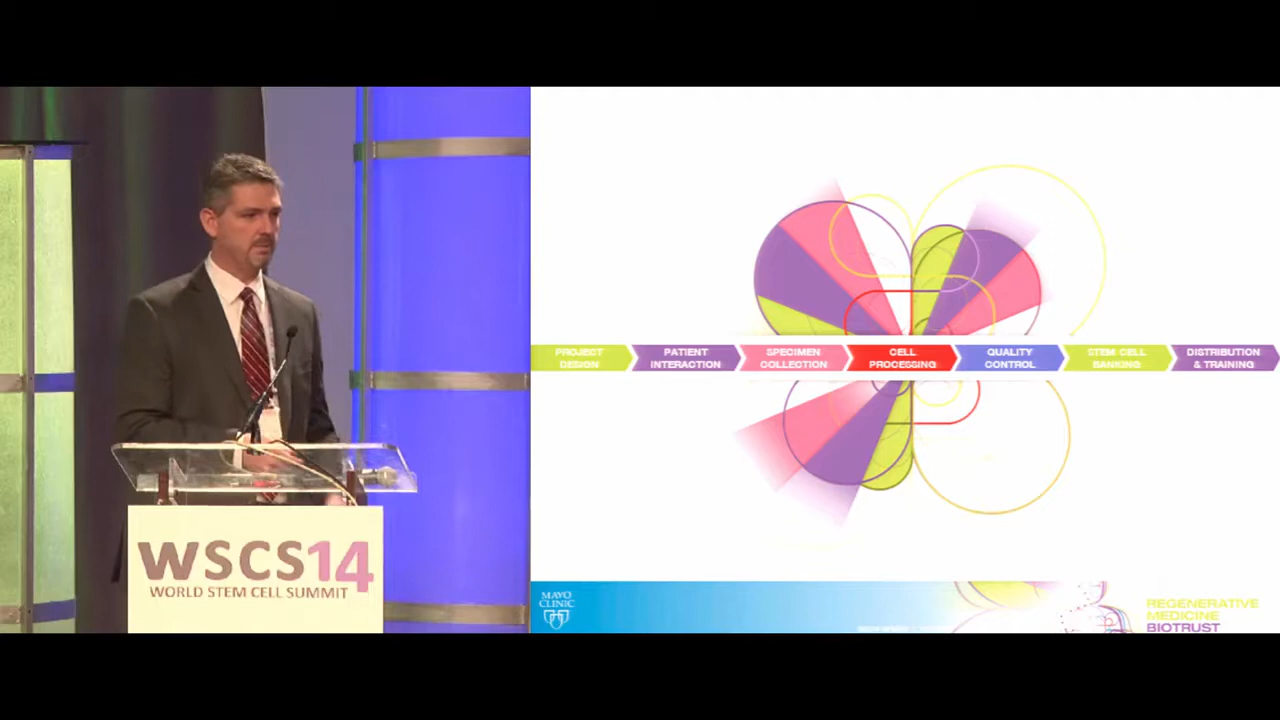 PROJECT
DESIGN
PATIENT
INTERACTION
SPECIMEN
COLLECTION
CELL
PROCESSING
QUALITY
CONTROL
STEM CELL
BANKING
DISTRIBUTION
& TRAINING
WSCS14
WORLD STEM CELL SUMMIT
MAYO
CLINIC
REGENERATIVE
MEDICINE
BIOTRUST